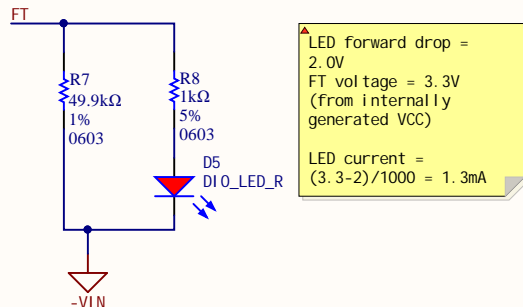 FT
R7
49.9kΩ
1%
0603
R8
1kΩ
5%
0603
D5
DIO_LED_R
-VIN
LED forward drop =
2.0V
FT voltage = 3.3V
(from internally
generated VCC)
LED current =
(3.3-2)/1000 = 1.3mA